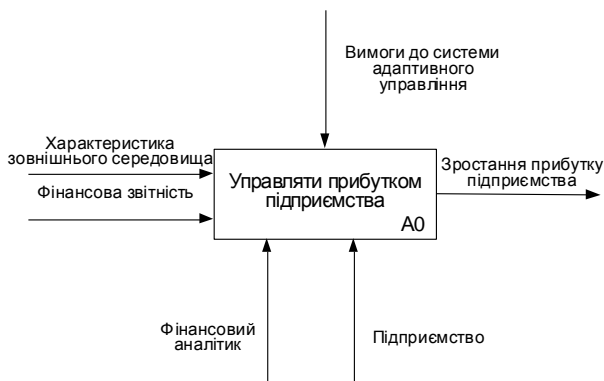 Вимоги до системи
адаптивного
управління
Характеристика
зовнішнього середовища
Фінансова звітність
Управляти прибутком
підприємства
A0
Зростання прибутку
підприємства
Фінансовий
аналітик
Підприємство